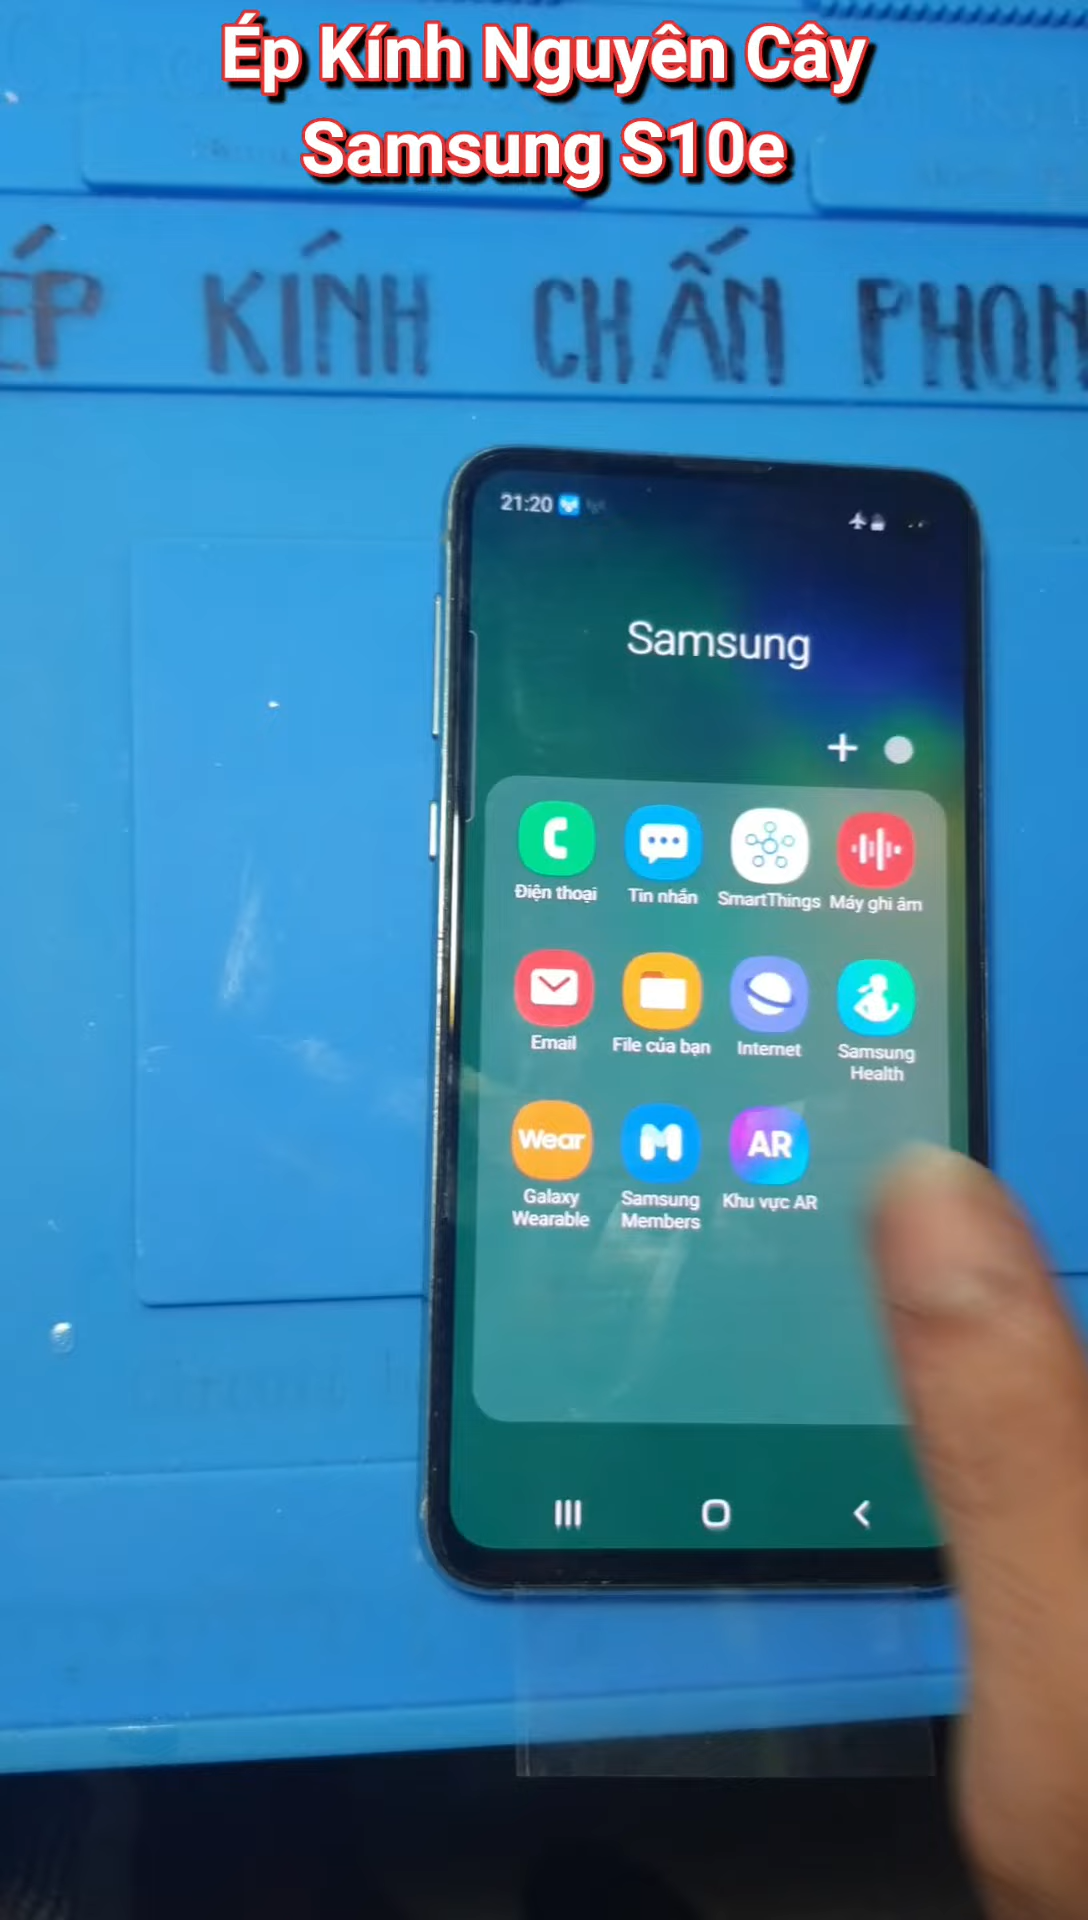 Ép Kính Nguyên Cây
Samsung S10e
ÉP KÍNH CHẤN PHON
21:20
Samsung
Điện thoại
Tin nhắn
SmartThings
Máy ghi âm
Email
File của bạn
Internet
Samsung
Health
Wear
Galaxy
Wearable
Samsung
Members
AR
Khu vực AR